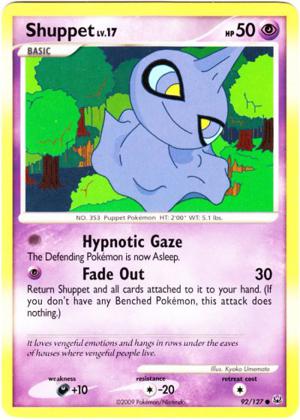 Shuppet LV.17
HP 50
BASIC
NO. 353 Puppet Pokémon HT: 2'00" WT: 5.1 lbs.
Hypnotic Gaze
The Defending Pokémon is now Asleep.
Fade Out 30
Return Shuppet and all cards attached to it to your hand. (If
you don't have any Benched Pokémon, this attack does
nothing.)
It loves vengeful emotions and hangs in rows under the eaves
of houses where vengeful people live.
Illus. Kyoko Umemoto
weakness resistance retreat cost
+10 -20
©2009 Pokémon/Nintendo
92/127